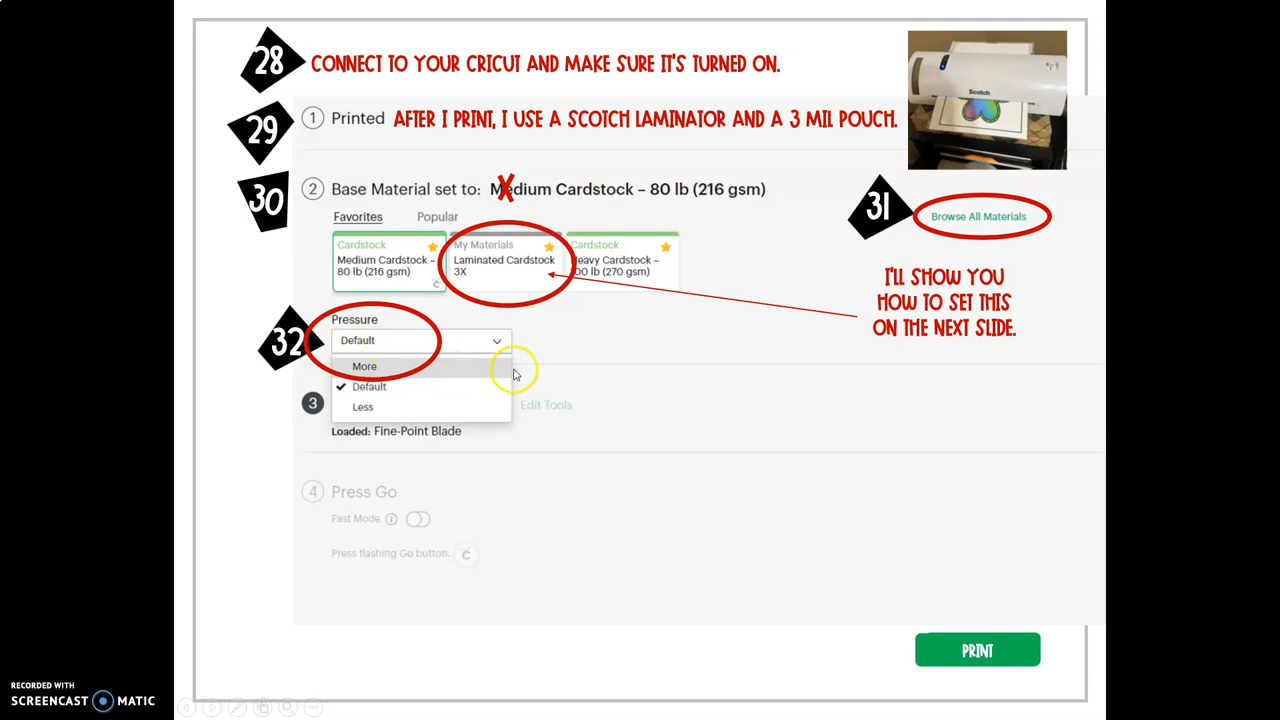 28 CONNECT TO YOUR CRICUT AND MAKE SURE IT'S TURNED ON.
Scotch
29 1 Printed AFTER I PRINT, I USE A SCOTCH LAMINATOR AND A 3 MIL POUCH.
30 2 Base Material set to: X Medium Cardstock – 80 lb (216 gsm)
Favorites Popular
31 Browse All Materials
Cardstock
Medium Cardstock –
80 lb (216 gsm)
My Materials
Laminated Cardstock
3X
Cardstock
Heavy Cardstock –
100 lb (270 gsm)
I'LL SHOW YOU
HOW TO SET THIS
ON THE NEXT SLIDE.
32 Pressure
Default
More
Default
Less
3 Edit Tools
Loaded: Fine-Point Blade
4 Press Go
Fast Mode i
Press flashing Go button.
PRINT
RECORDED WITH
SCREENCAST MATIC